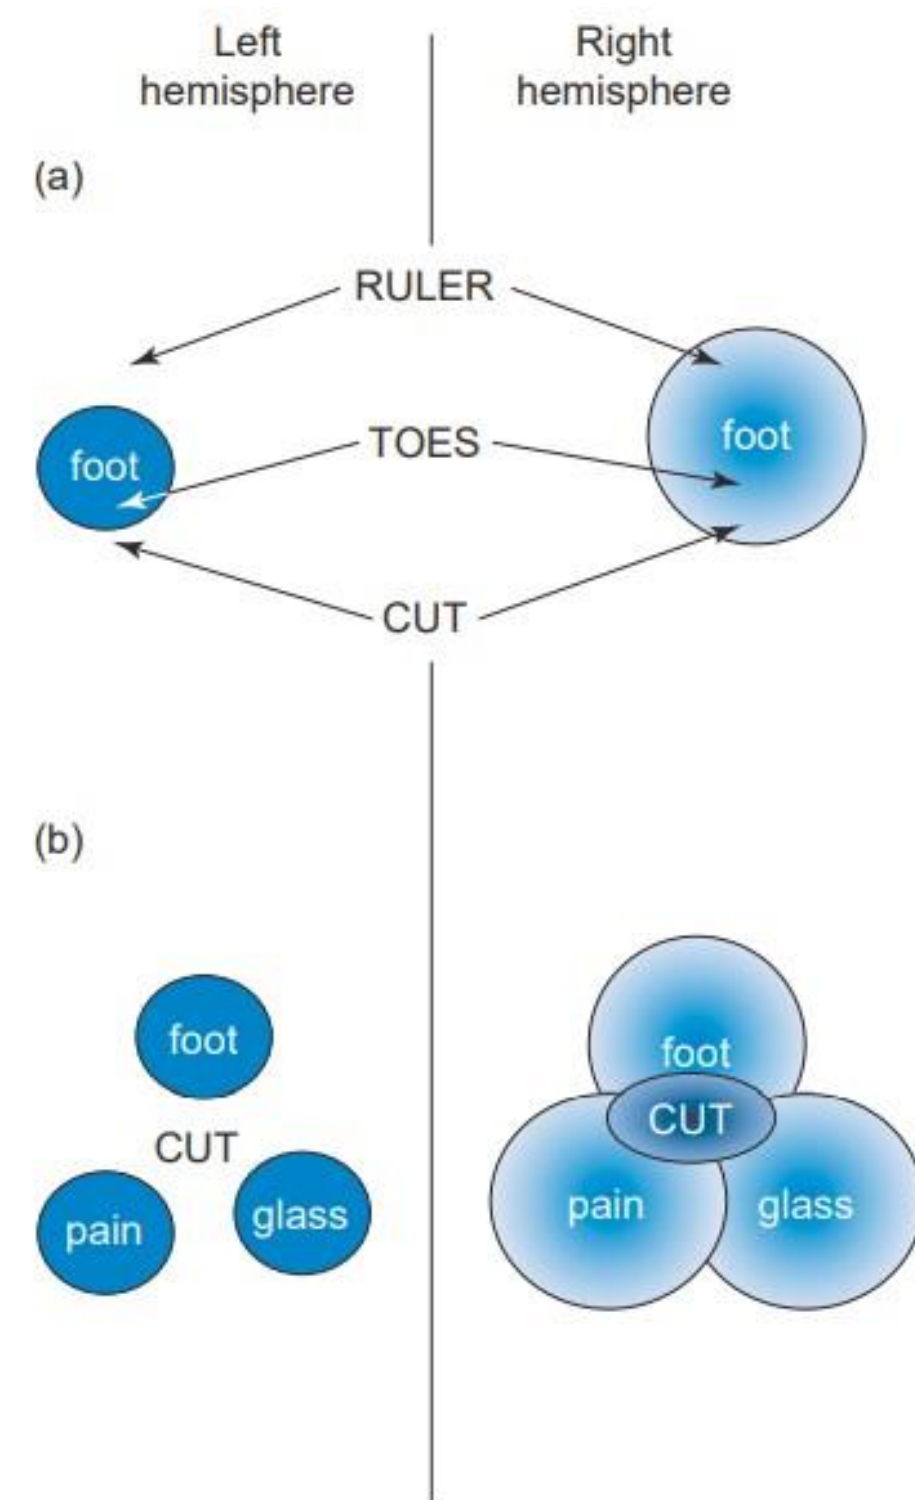 Left
hemisphere
Right
hemisphere
(a)
RULER
foot
TOES
foot
CUT
(b)
foot
CUT
pain
glass
foot
CUT
pain
glass